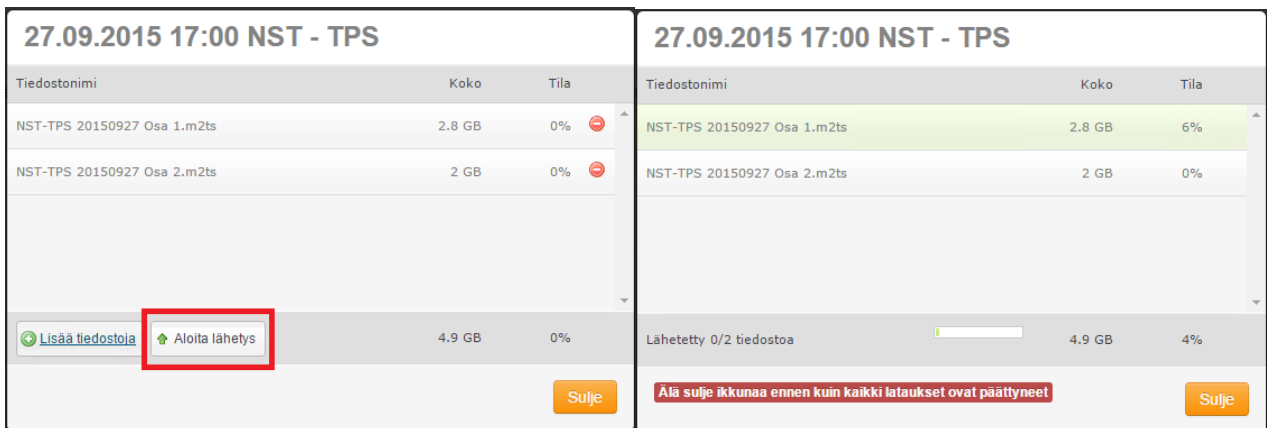 27.09.2015 17:00 NST - TPS
Tiedostonimi Koko Tila
NST-TPS 20150927 Osa 1.m2ts 2.8 GB 0%
NST-TPS 20150927 Osa 2.m2ts 2 GB 0%
Lisää tiedostoja Aloita lähetys 4.9 GB 0%
Sulje
27.09.2015 17:00 NST - TPS
Tiedostonimi Koko Tila
NST-TPS 20150927 Osa 1.m2ts 2.8 GB 6%
NST-TPS 20150927 Osa 2.m2ts 2 GB 0%
Lähetetty 0/2 tiedostoa 4.9 GB 4%
Älä sulje ikkunaa ennen kuin kaikki lataukset ovat päättyneet
Sulje